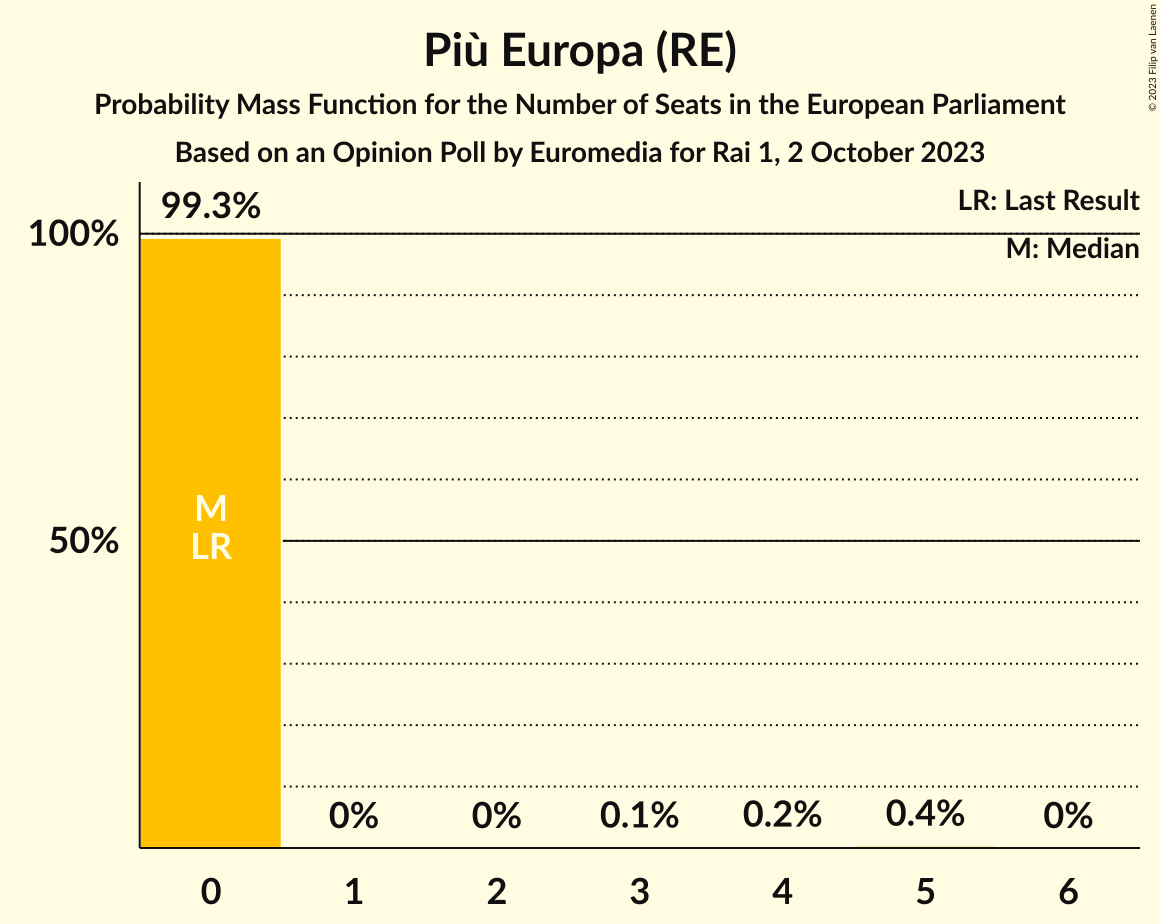 Più Europa (RE)
Probability Mass Function for the Number of Seats in the European Parliament
Based on an Opinion Poll by Euromedia for Rai 1, 2 October 2023
© 2023 Filip van Laenen
LR: Last Result
M: Median
99.3%
100%
50%
M
LR
0%
0%
0.1%
0.2%
0.4%
0%
0
1
2
3
4
5
6